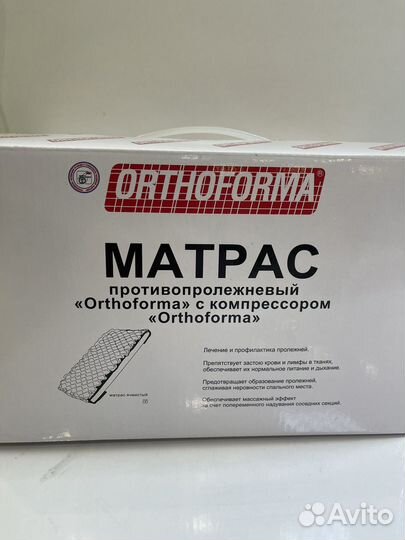 ORTHOFORMA®
МАТРАС
противопролежневый
«Orthoforma» с компрессором
«Orthoforma»
Лечение и профилактика пролежней.
Препятствует застою крови и лимфы в тканях,
обеспечивает их нормальное питание и дыхание.
Предотвращает образование пролежней,
сглаживая неровности спального места.
Обеспечивает массажный эффект
за счет попеременного надувания соседних секций.
матрас ячеистый
Avito